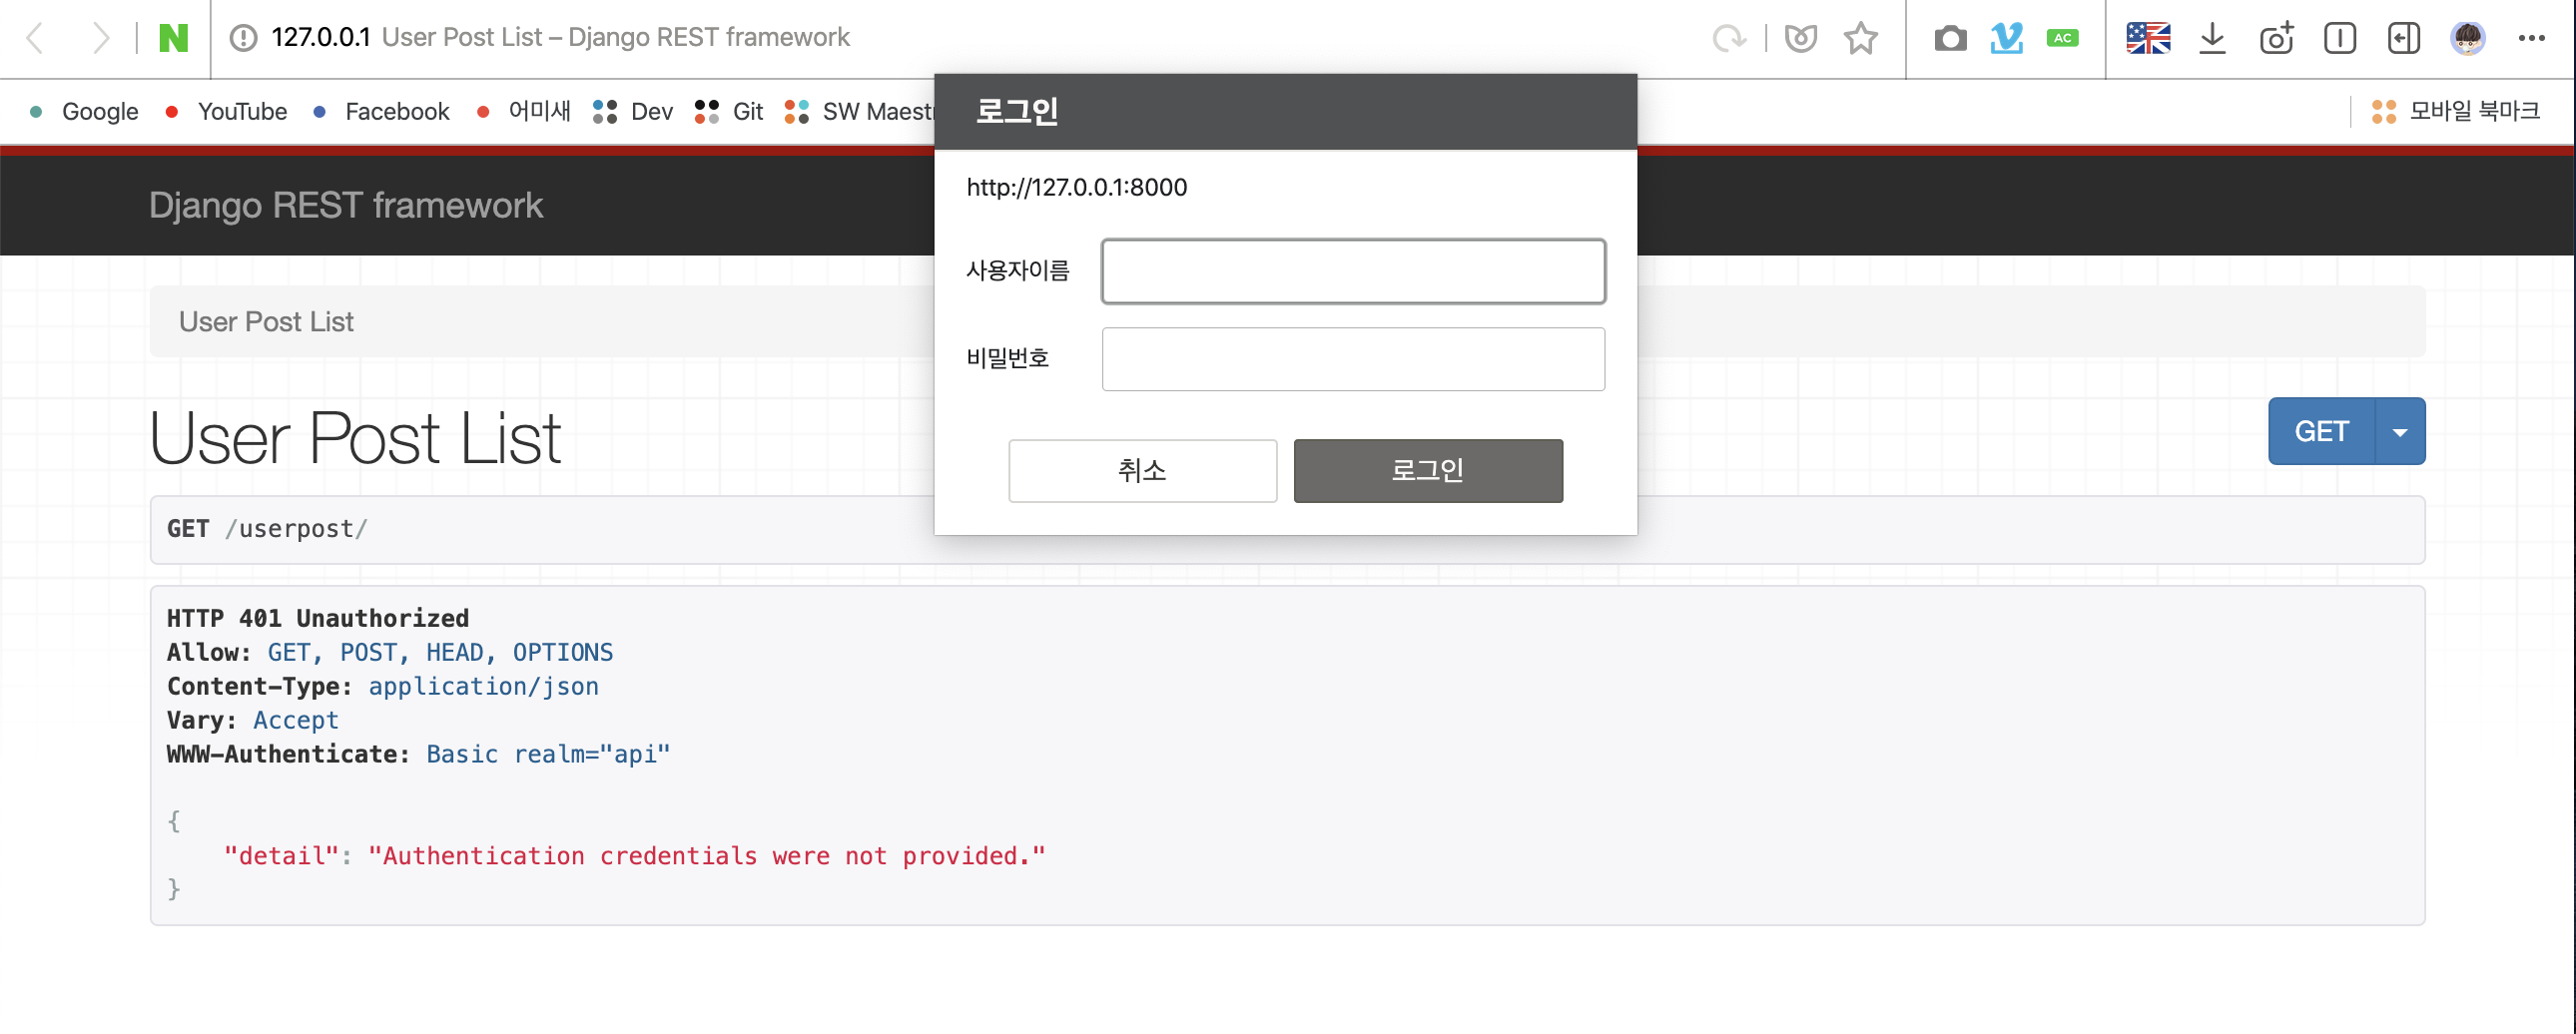 N 127.0.0.1 User Post List – Django REST framework AC
Google YouTube Facebook 어미새 Dev Git SW Maest 모바일 북마크
로그인
http://127.0.0.1:8000
사용자이름
비밀번호
취소 로그인
Django REST framework
User Post List
User Post List
GET
GET /userpost/
HTTP 401 Unauthorized
Allow: GET, POST, HEAD, OPTIONS
Content-Type: application/json
Vary: Accept
WWW-Authenticate: Basic realm="api"
{
"detail": "Authentication credentials were not provided."
}